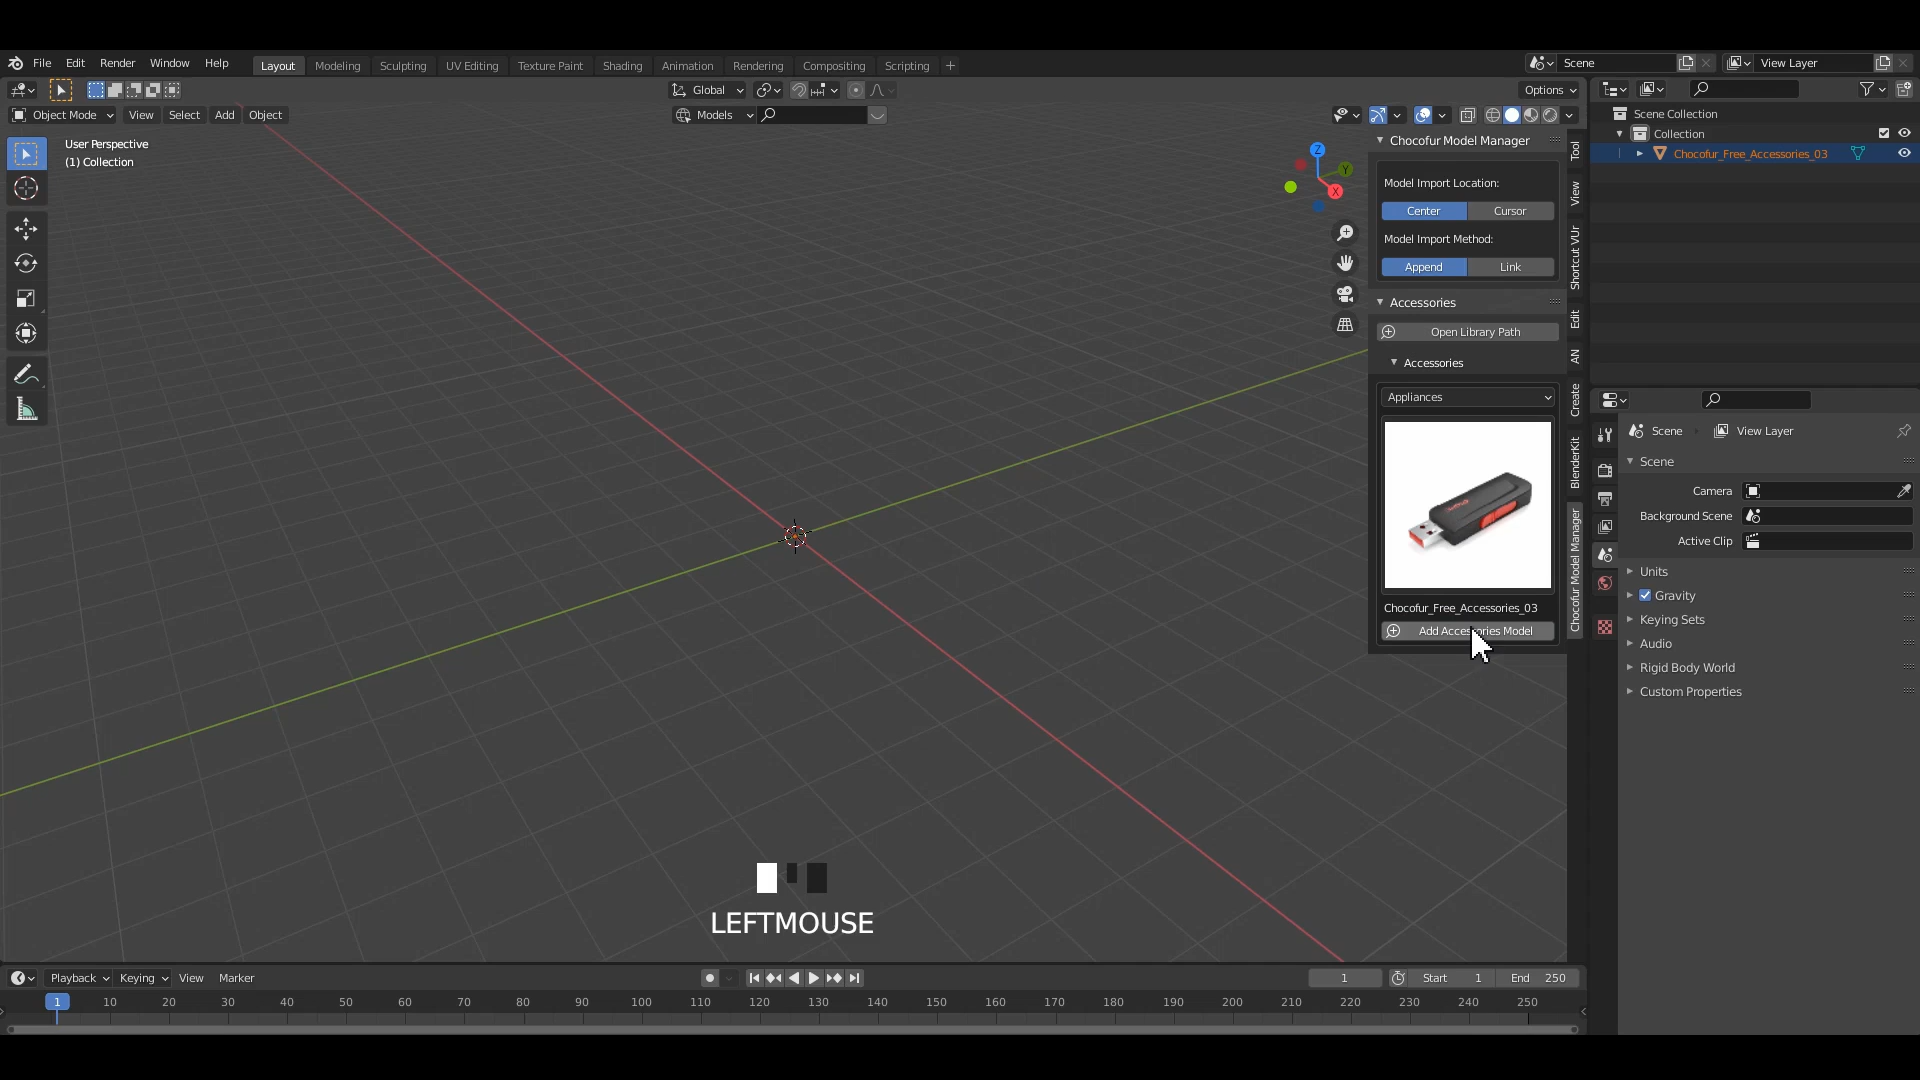 File Edit Render Window Help Layout Modeling Sculpting UV Editing Texture Paint Shading Animation Rendering Compositing Scripting + Scene View Layer
Global Options
Object Mode View Select Add Object Models
User Perspective
(1) Collection
Z
Y
X
Chocofur Model Manager
Model Import Location:
Center Cursor
Model Import Method:
Append Link
Accessories
Open Library Path
Accessories
Appliances
Chocofur_Free_Accessories_03
Add Accessories Model
Tool
View
Shortcut VUr
Edit
AN
Create
BlenderKit
Chocofur Model Manager
Scene Collection
Collection
Chocofur_Free_Accessories_03
Scene View Layer
Scene
Camera
Background Scene
Active Clip
Units
Gravity
Keying Sets
Audio
Rigid Body World
Custom Properties
LEFTMOUSE
Playback Keying View Marker 1 Start 1 End 250
1 10 20 30 40 50 60 70 80 90 100 110 120 130 140 150 160 170 180 190 200 210 220 230 240 250